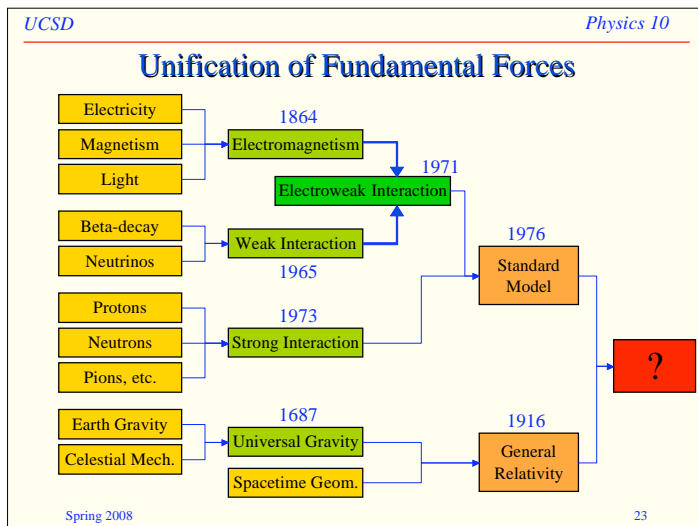 UCSD Physics 10
Unification of Fundamental Forces
Electricity
Magnetism
Light
1864
Electromagnetism
1971
Electroweak Interaction
Beta-decay
Neutrinos
Weak Interaction
1965
1976
Standard
Model
Protons
Neutrons
Pions, etc.
1973
Strong Interaction
?
Earth Gravity
Celestial Mech.
1687
Universal Gravity
Spacetime Geom.
1916
General
Relativity
Spring 2008 23